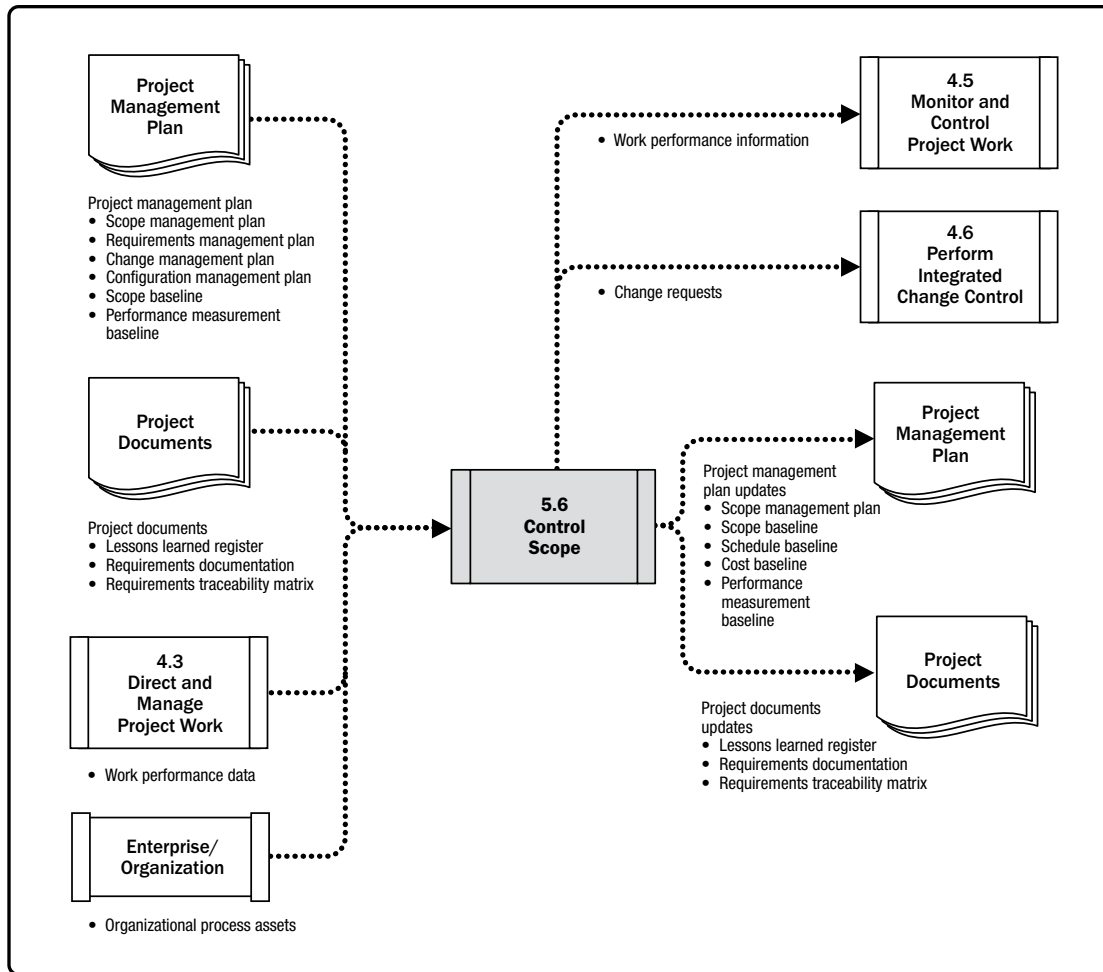 Project
Management
Plan
Project management plan
• Scope management plan
• Requirements management plan
• Change management plan
• Configuration management plan
• Scope baseline
• Performance measurement
baseline
Project
Documents
Project documents
• Lessons learned register
• Requirements documentation
• Requirements traceability matrix
4.3
Direct and
Manage
Project Work
• Work performance data
Enterprise/
Organization
• Organizational process assets
5.6
Control
Scope
• Work performance information
4.5
Monitor and
Control
Project Work
• Change requests
4.6
Perform
Integrated
Change Control
Project management
plan updates
• Scope management plan
• Scope baseline
• Schedule baseline
• Cost baseline
• Performance
measurement
baseline
Project
Management
Plan
Project documents
updates
• Lessons learned register
• Requirements documentation
• Requirements traceability matrix
Project
Documents